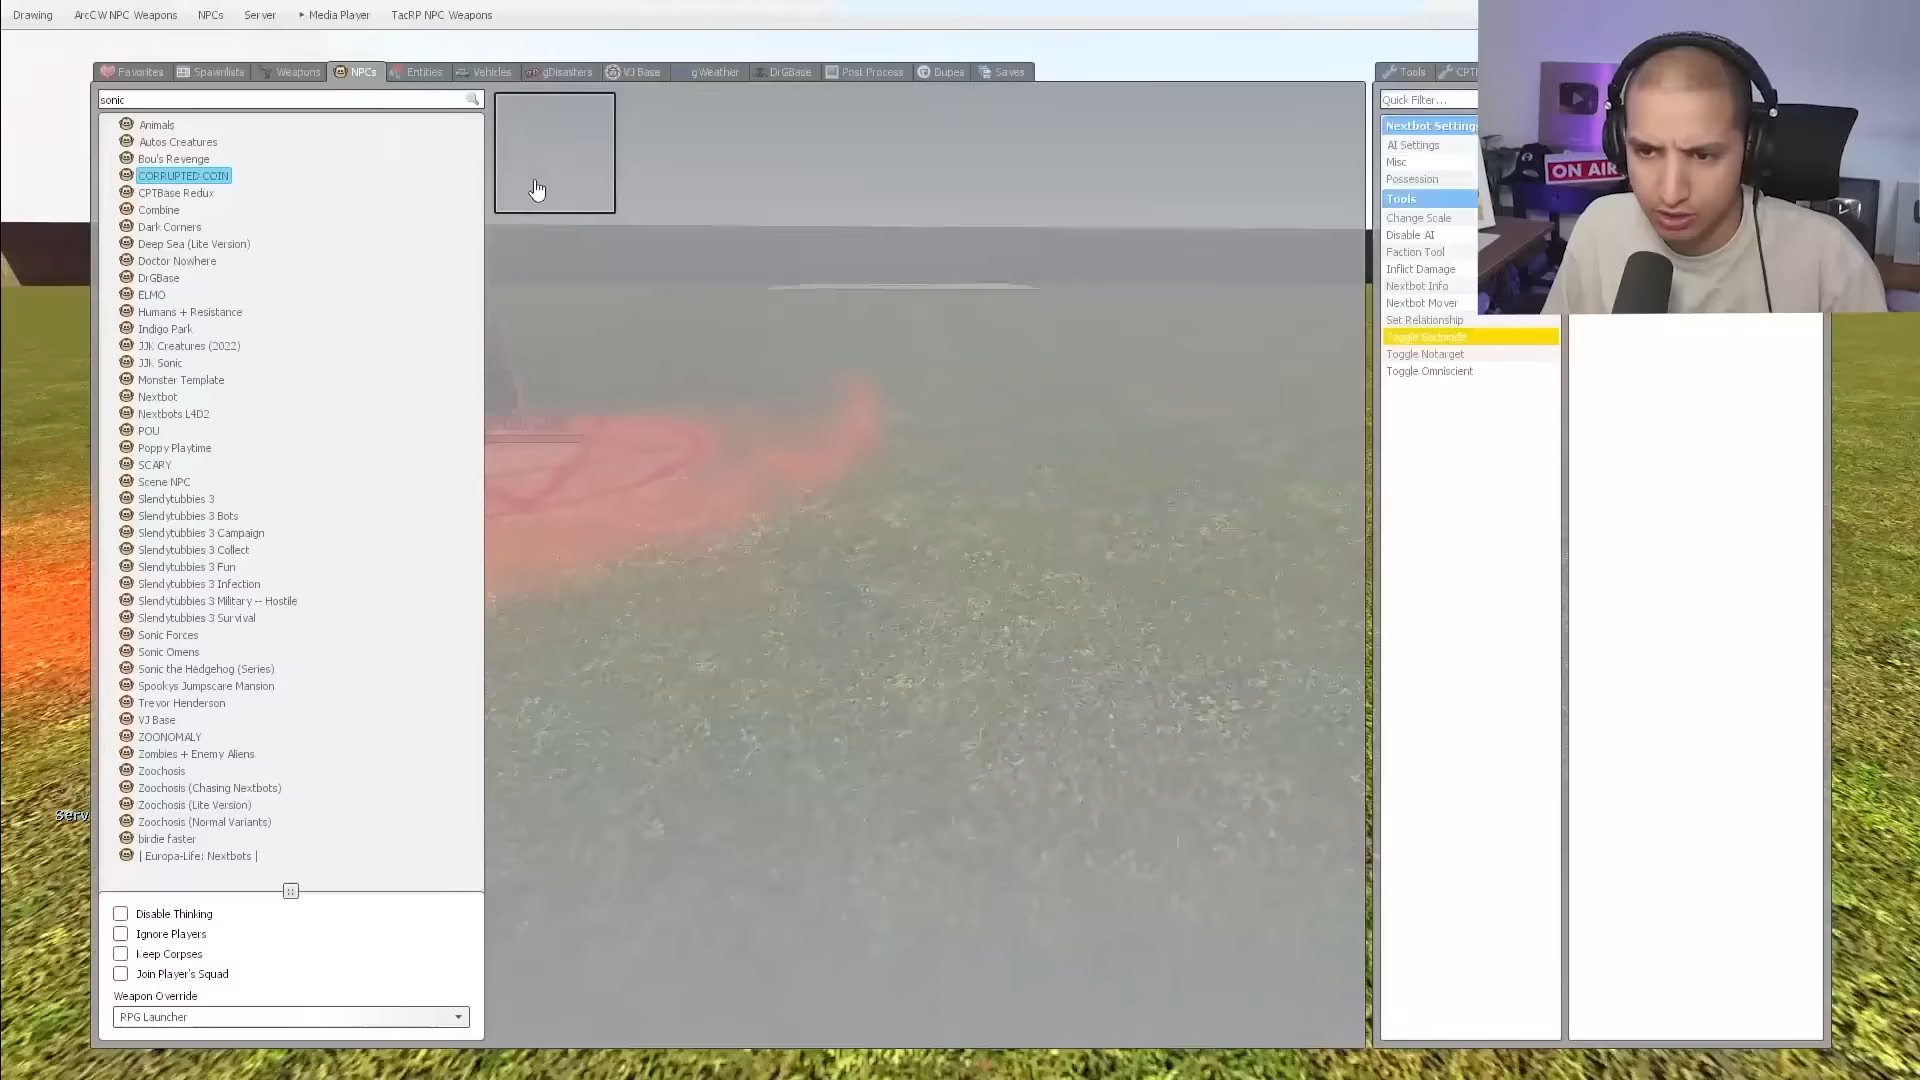 Drawing ArcCW NPC Weapons NPCs Server Media Player TacRP NPC Weapons
Favorites Spawnlists Weapons NPCs Entities Vehicles gDisasters VJ Base gWeather DrGBase Post Process Dupes Saves
Tools CPT
sonic
Quick Filter...
Animals
Autos Creatures
Bou's Revenge
CORRUPTED COIN
CPTBase Redux
Combine
Dark Corners
Deep Sea (Lite Version)
Doctor Nowhere
DrGBase
ELMO
Humans + Resistance
Indigo Park
JJK Creatures (2022)
JJK Sonic
Monster Template
Nextbot
Nextbots L4D2
POU
Poppy Playtime
SCARY
Scene NPC
Slendytubbies 3
Slendytubbies 3 Bots
Slendytubbies 3 Campaign
Slendytubbies 3 Collect
Slendytubbies 3 Fun
Slendytubbies 3 Infection
Slendytubbies 3 Military -- Hostile
Slendytubbies 3 Survival
Sonic Forces
Sonic Omens
Sonic the Hedgehog (Series)
Spookys Jumpscare Mansion
Trevor Henderson
VJ Base
ZOONOMALY
Zombies + Enemy Aliens
Zoochosis
Zoochosis (Chasing Nextbots)
Zoochosis (Lite Version)
Zoochosis (Normal Variants)
birdie faster
| Europa-Life: Nextbots |
Disable Thinking
Ignore Players
Keep Corpses
Join Player's Squad
Weapon Override
RPG Launcher
Serv
Nextbot Settings
AI Settings
Misc
Possession
Tools
Change Scale
Disable AI
Faction Tool
Inflict Damage
Nextbot Info
Nextbot Mover
Set Relationship
Toggle Godmode
Toggle Notarget
Toggle Omniscient
ON AIR